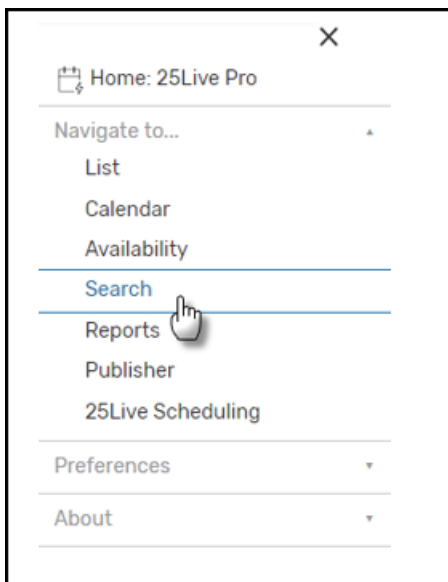 Home: 25Live Pro
Navigate to...
List
Calendar
Availability
Search
Reports
Publisher
25Live Scheduling
Preferences
About